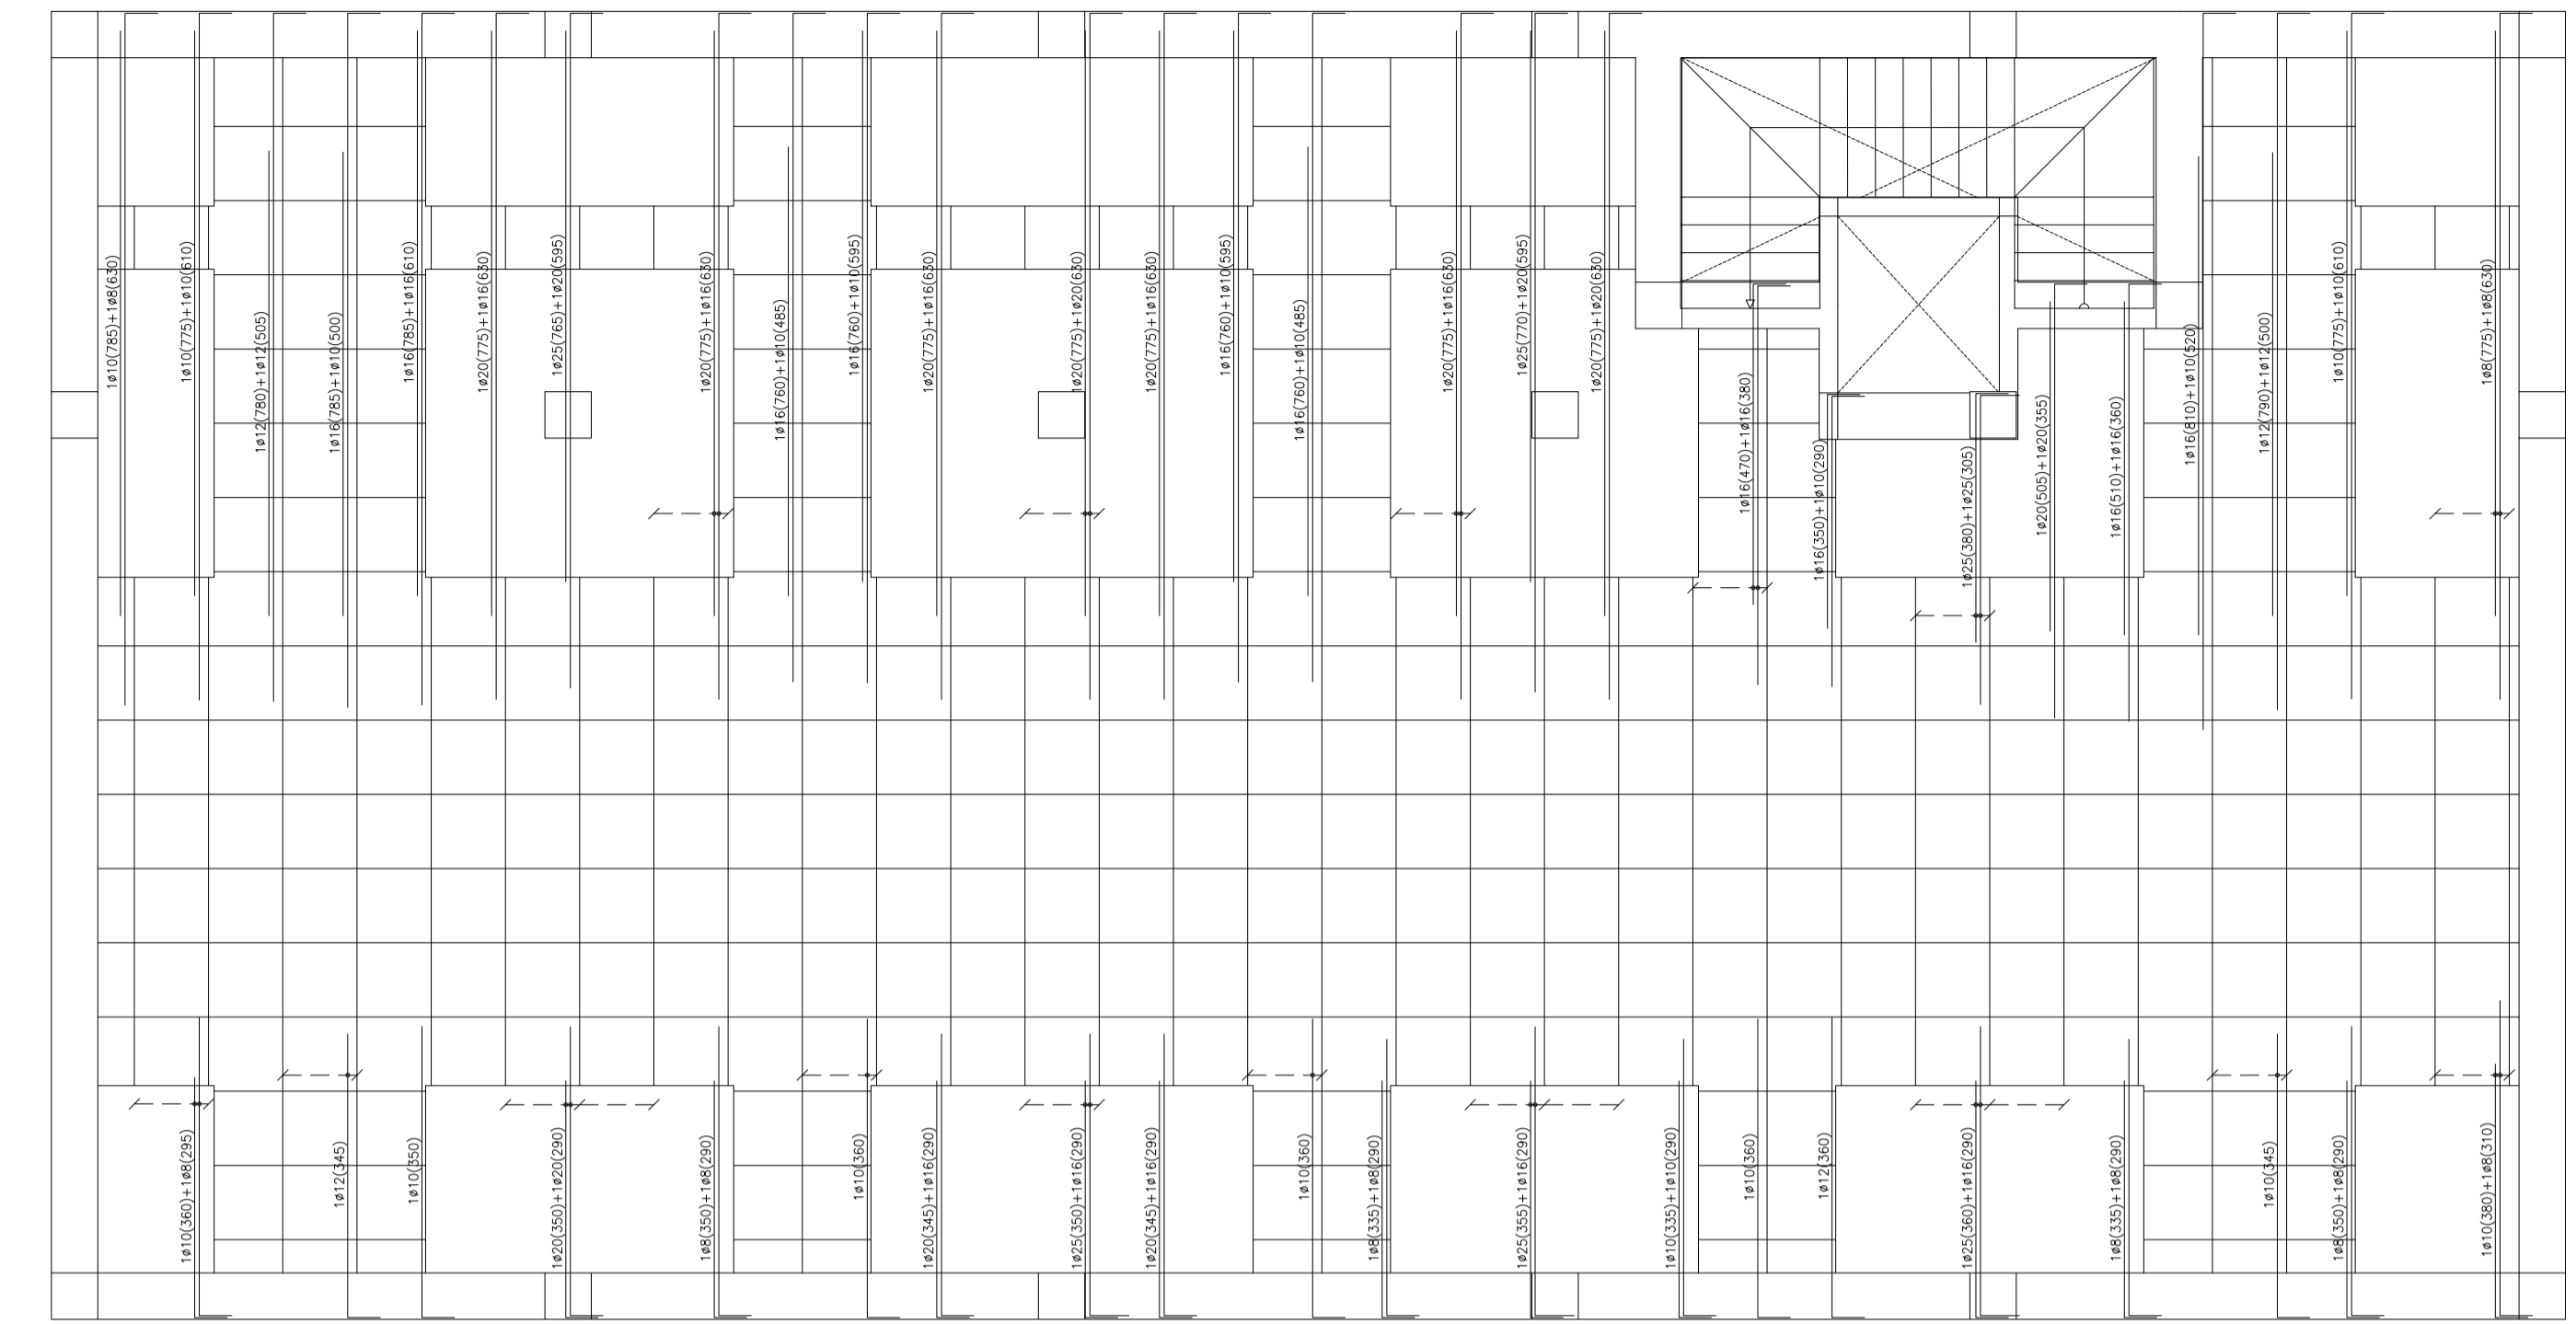 1ø10(785)+1ø8(630)
1ø10(775)+1ø10(610)
1ø12(780)+1ø12(505)
1ø16(785)+1ø10(500)
1ø16(785)+1ø16(610)
1ø20(775)+1ø16(630)
1ø25(765)+1ø20(595)
1ø20(775)+1ø16(630)
1ø16(760)+1ø10(485)
1ø16(760)+1ø10(595)
1ø20(775)+1ø16(630)
1ø20(775)+1ø20(630)
1ø20(775)+1ø16(630)
1ø16(760)+1ø10(595)
1ø16(760)+1ø10(485)
1ø20(775)+1ø16(630)
1ø25(770)+1ø20(595)
1ø20(775)+1ø20(630)
1ø16(470)+1ø16(380)
1ø16(350)+1ø10(290)
1ø25(380)+1ø25(305)
1ø20(505)+1ø20(355)
1ø16(510)+1ø16(360)
1ø16(810)+1ø10(520)
1ø12(790)+1ø12(500)
1ø10(775)+1ø10(610)
1ø8(775)+1ø8(630)
1ø10(360)+1ø8(295)
1ø12(345)
1ø10(350)
1ø20(350)+1ø20(290)
1ø8(350)+1ø8(290)
1ø10(360)
1ø20(345)+1ø16(290)
1ø25(350)+1ø16(290)
1ø20(345)+1ø16(290)
1ø10(360)
1ø8(335)+1ø8(290)
1ø25(355)+1ø16(290)
1ø10(335)+1ø10(290)
1ø10(360)
1ø12(360)
1ø25(360)+1ø16(290)
1ø8(335)+1ø8(290)
1ø10(345)
1ø8(350)+1ø8(290)
1ø10(380)+1ø8(310)